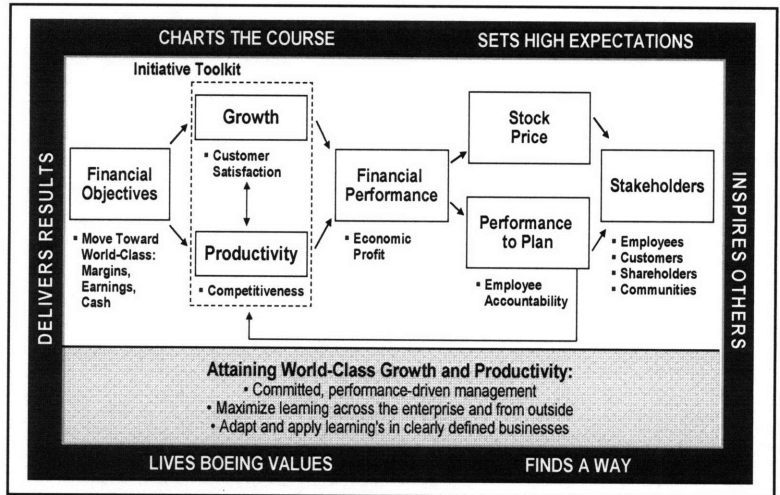 CHARTS THE COURSE
SETS HIGH EXPECTATIONS
DELIVERS RESULTS
Initiative Toolkit
Growth
▪ Customer
Satisfaction
Financial
Objectives
▪ Move Toward
World-Class:
Margins,
Earnings,
Cash
Productivity
▪ Competitiveness
Financial
Performance
▪ Economic
Profit
Stock
Price
Performance
to Plan
▪ Employee
Accountability
Stakeholders
▪ Employees
▪ Customers
▪ Shareholders
▪ Communities
INSPIRES OTHERS
Attaining World-Class Growth and Productivity:
• Committed, performance-driven management
• Maximize learning across the enterprise and from outside
• Adapt and apply learning's in clearly defined businesses
LIVES BOEING VALUES
FINDS A WAY